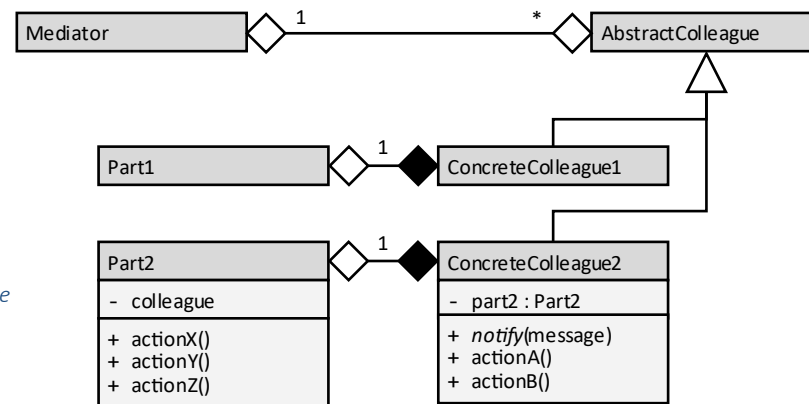 Mediator
1
*
AbstractColleague
Part1
1
ConcreteColleague1
Part2
1
ConcreteColleague2
- colleague
- part2 : Part2
+ actionX()
+ actionY()
+ actionZ()
+ notify(message)
+ actionA()
+ actionB()
e